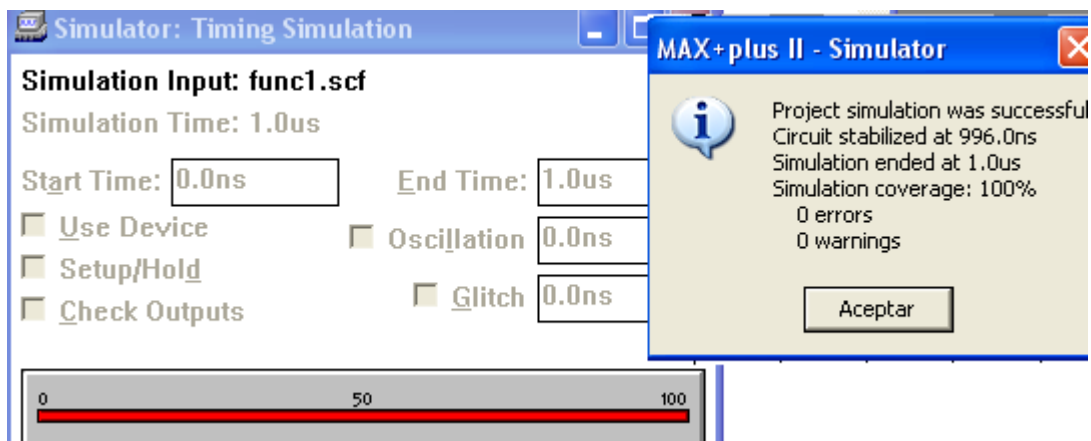 Simulator: Timing Simulation
Simulation Input: func1.scf
Simulation Time: 1.0us
Start Time: 0.0ns End Time: 1.0us
Use Device
Oscillation 0.0ns
Setup/Hold
Glitch 0.0ns
Check Outputs
0 50 100
MAX+plus II - Simulator
Project simulation was successful
Circuit stabilized at 996.0ns
Simulation ended at 1.0us
Simulation coverage: 100%
0 errors
0 warnings
Aceptar